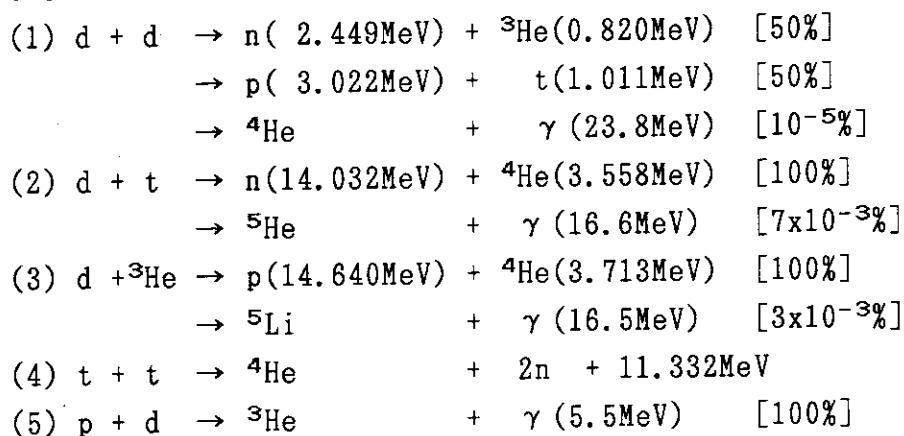 (1) d + d → n( 2.449MeV) + ³He(0.820MeV) [50%]
→ p( 3.022MeV) + t(1.011MeV) [50%]
→ ⁴He + γ (23.8MeV) [10⁻⁵%]
(2) d + t → n(14.032MeV) + ⁴He(3.558MeV) [100%]
→ ⁵He + γ (16.6MeV) [7x10⁻³%]
(3) d +³He → p(14.640MeV) + ⁴He(3.713MeV) [100%]
→ ⁵Li + γ (16.5MeV) [3x10⁻³%]
(4) t + t → ⁴He + 2n + 11.332MeV
(5) p + d → ³He + γ (5.5MeV) [100%]